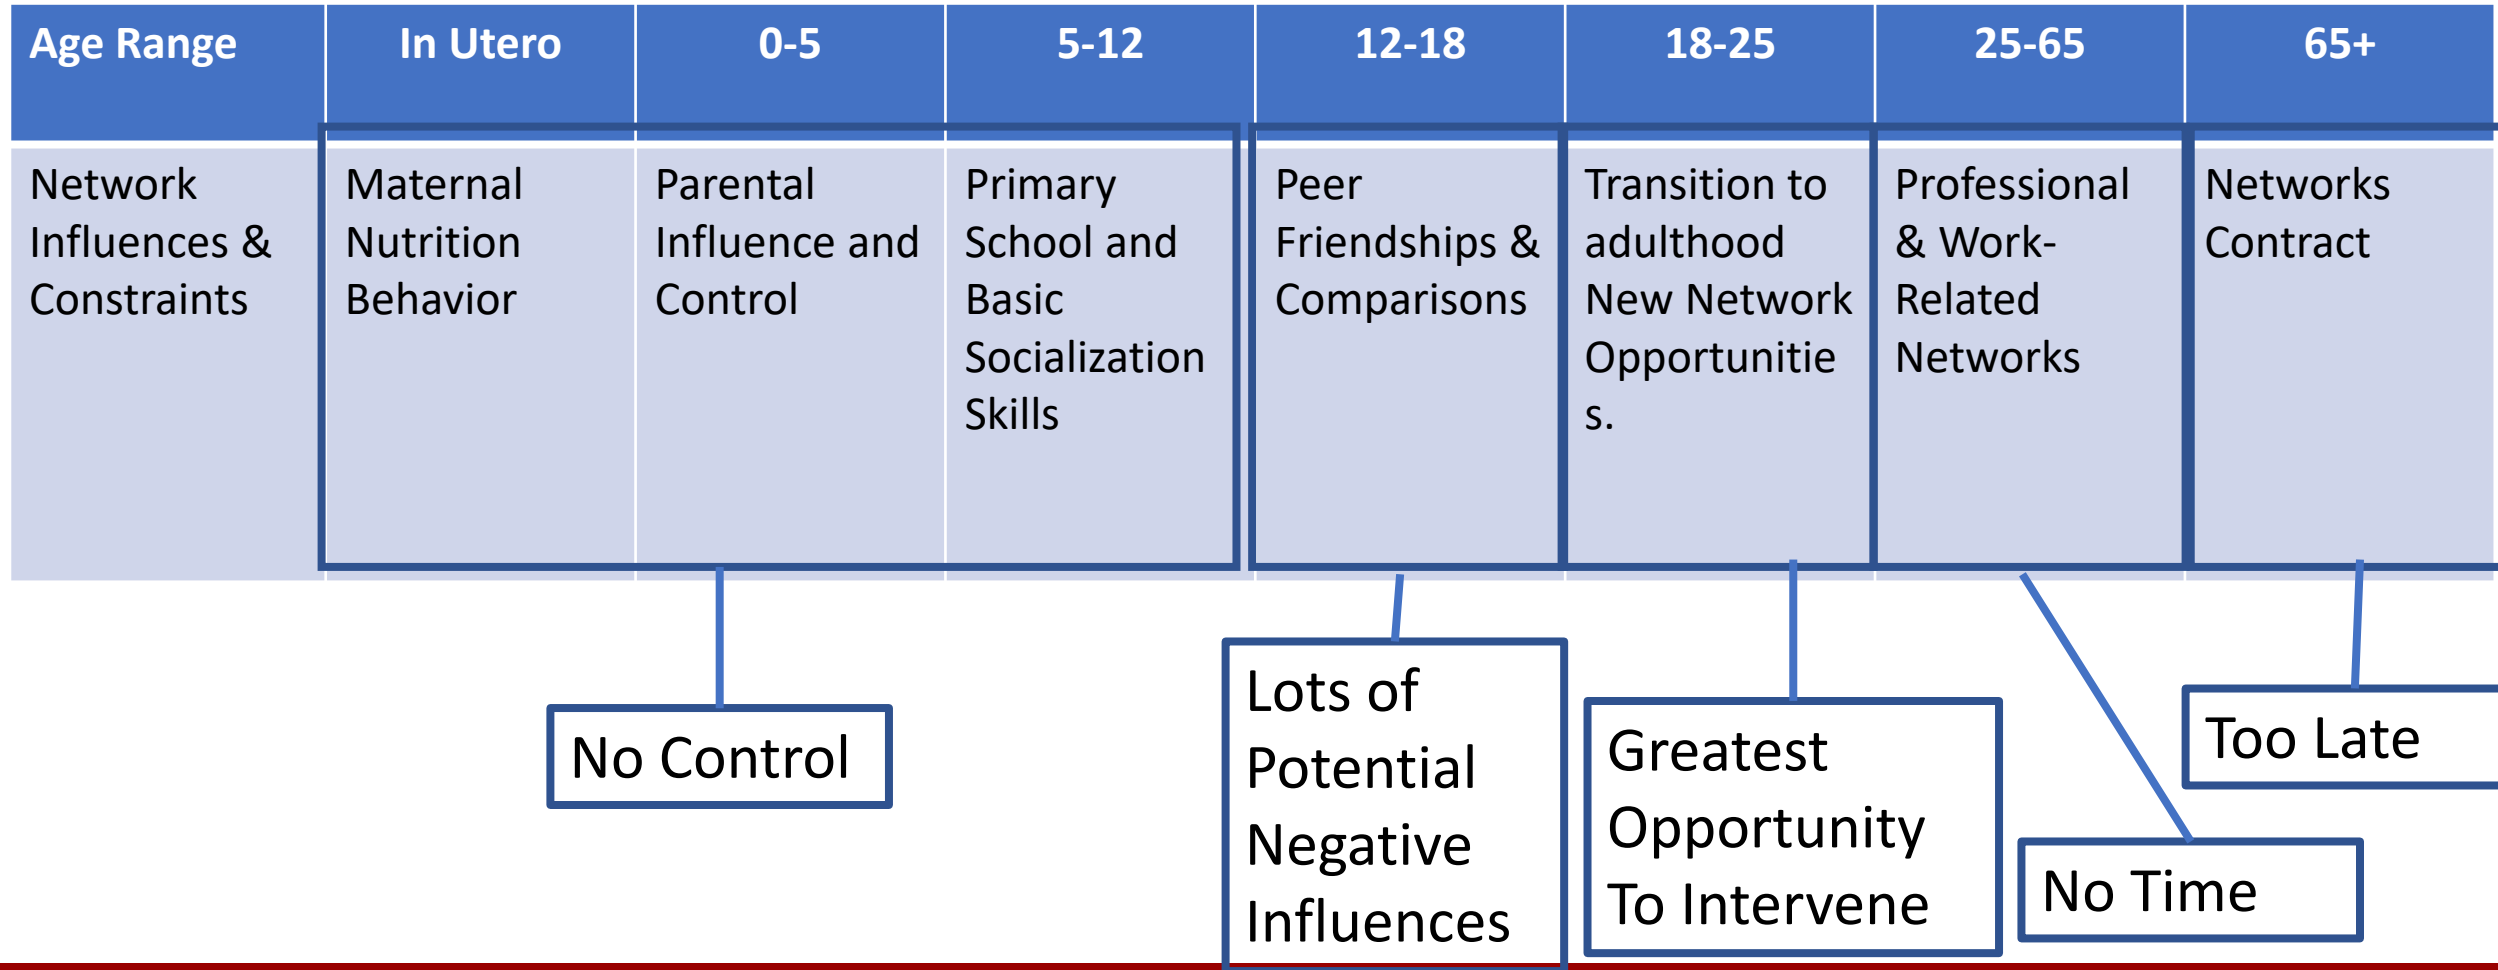 Age Range
In Utero
0-5
5-12
12-18
18-25
25-65
65+
Network
Influences &
Constraints
Maternal
Nutrition
Behavior
Parental
Influence and
Control
Primary
School and
Basic
Socialization
Skills
Peer
Friendships &
Comparisons
Transition to
adulthood
New Network
Opportunitie
s.
Professional
& Work-
Related
Networks
Networks
Contract
No Control
Lots of
Potential
Negative
Influences
Greatest
Opportunity
To Intervene
No Time
Too Late